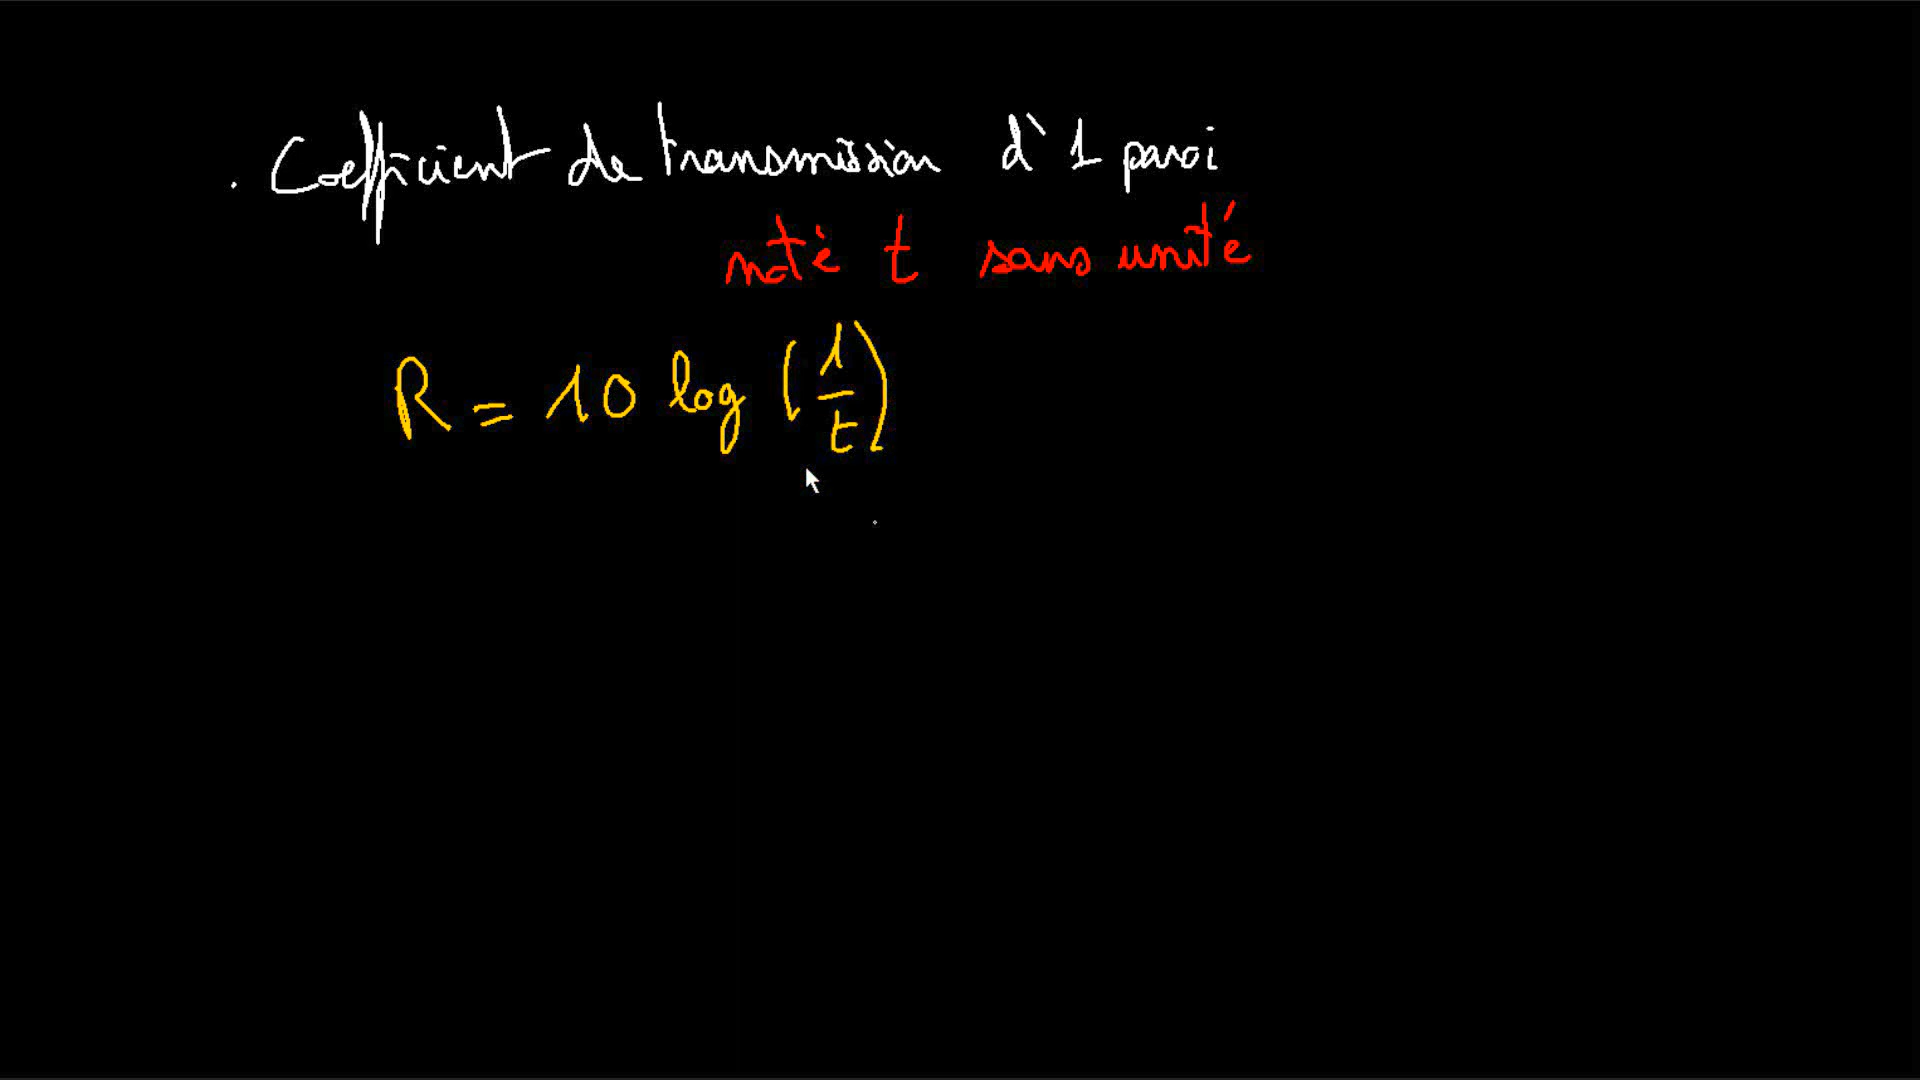 . Coefficient de transmission d'1 paroi
noté t sans unité
R = 10 log (1/t)